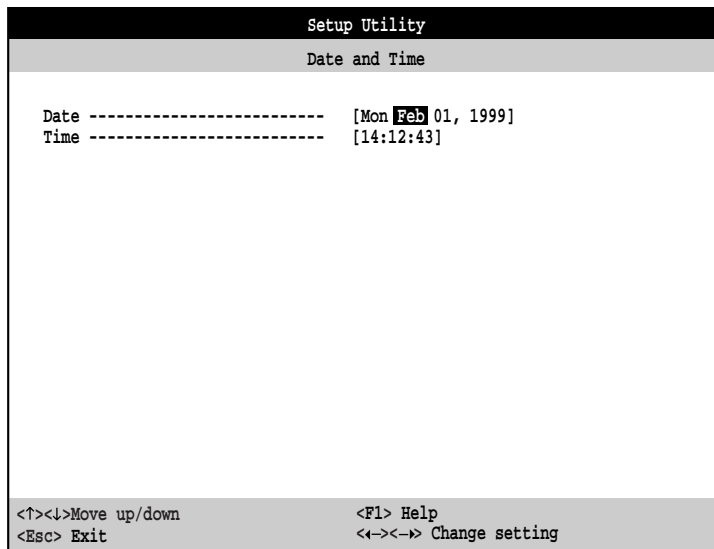 Setup Utility
Date and Time
Date -------------------------- [Mon Feb 01, 1999]
Time -------------------------- [14:12:43]
<↑><↓>Move up/down <F1> Help
<Esc> Exit <←><→> Change setting